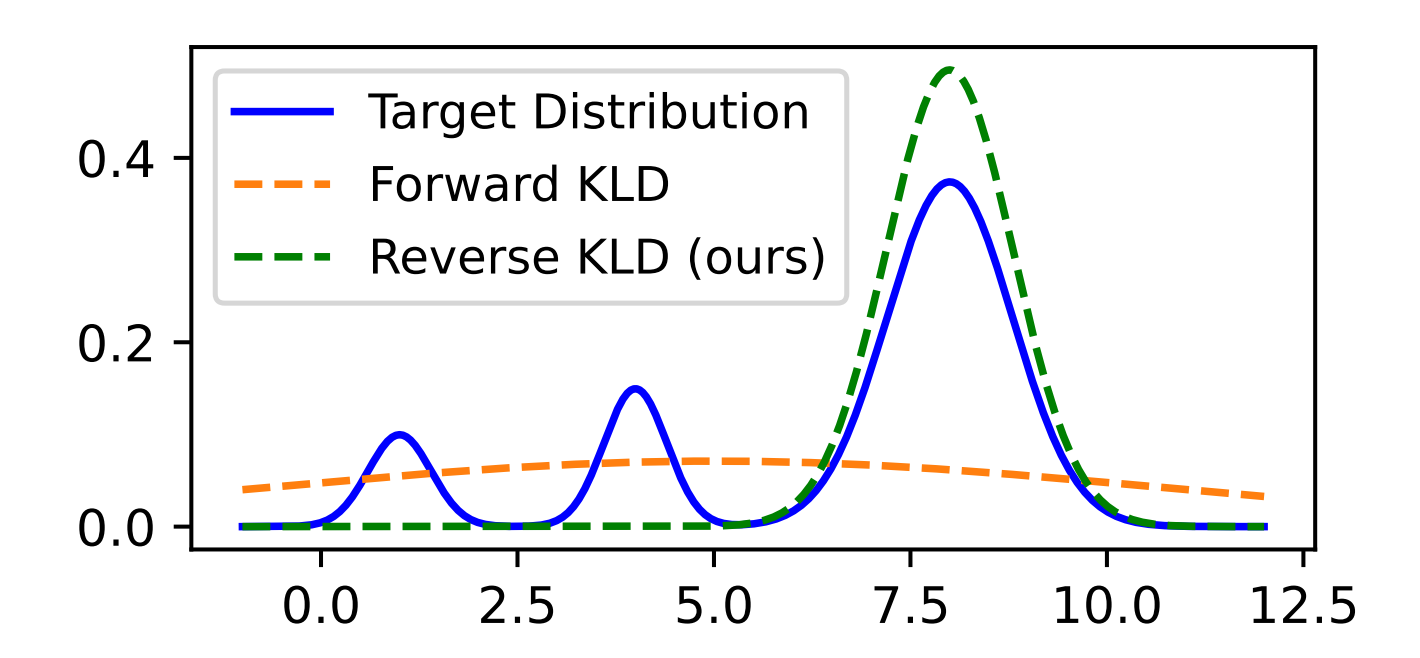 Target Distribution
Forward KLD
Reverse KLD (ours)
0.4
0.2
0.0
0.0 2.5 5.0 7.5 10.0 12.5